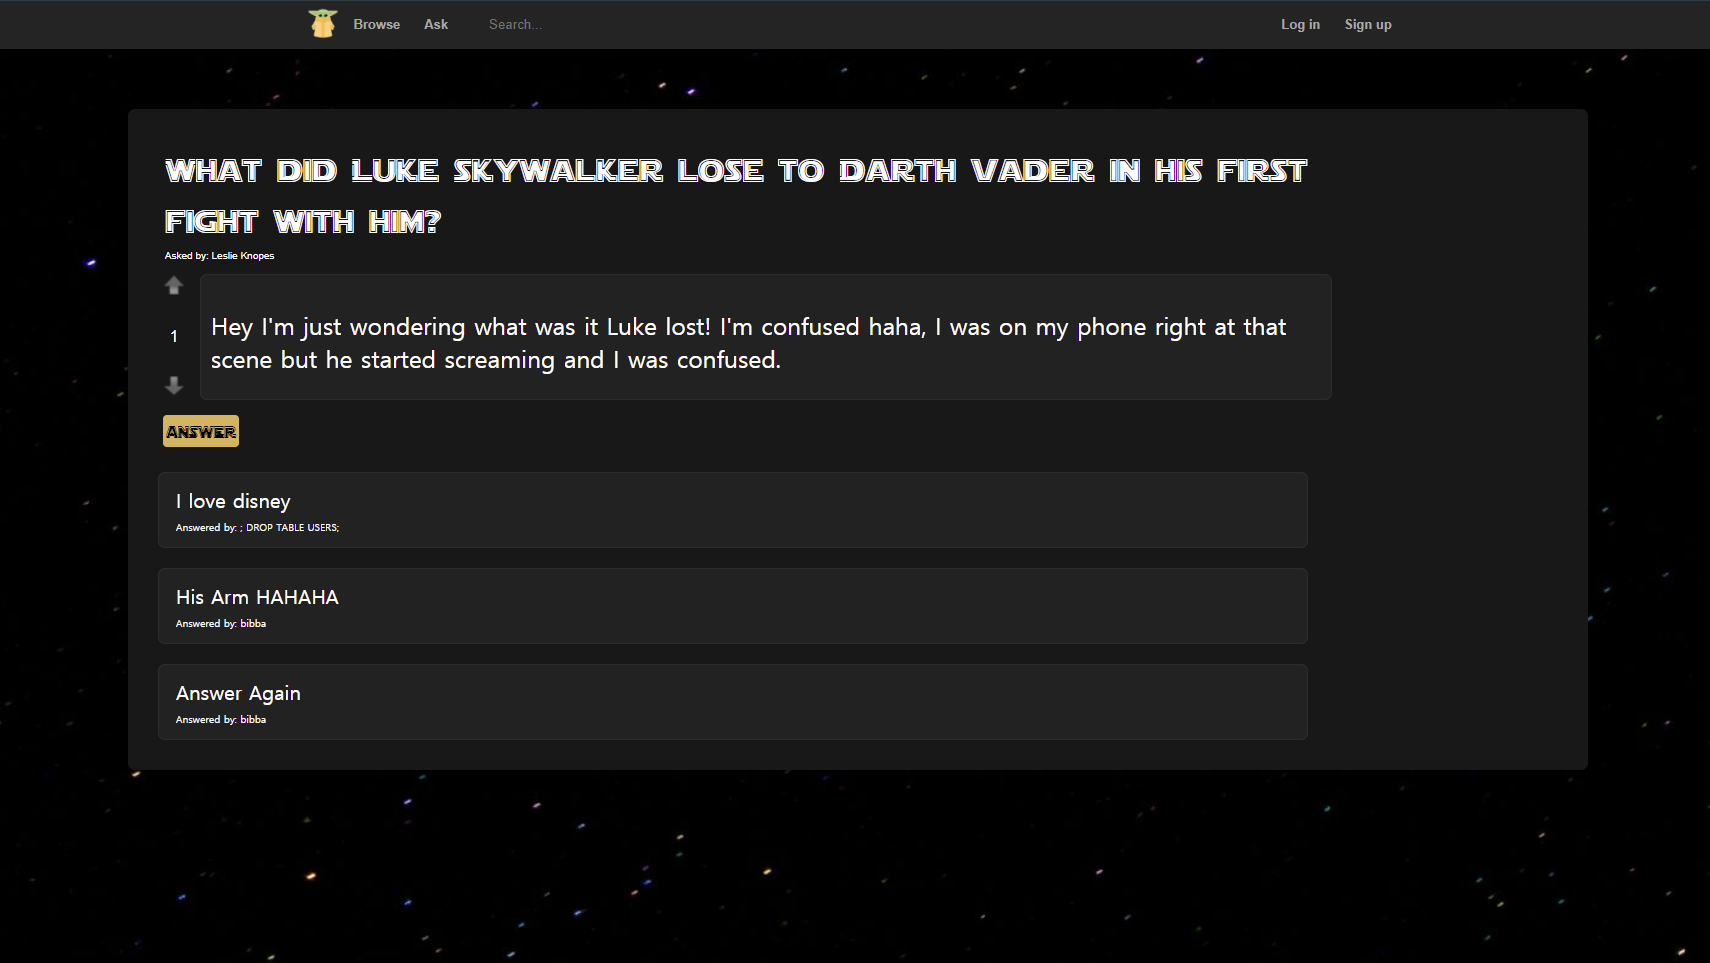 Browse Ask Search... Log in Sign up
WHAT DID LUKE SKYWALKER LOSE TO DARTH VADER IN HIS FIRST
FIGHT WITH HIM?
Asked by: Leslie Knopes
Hey I'm just wondering what was it Luke lost! I'm confused haha, I was on my phone right at that
1
scene but he started screaming and I was confused.
Answer
I love disney
Answered by: ; DROP TABLE USERS;
His Arm HAHAHA
Answered by: bibba
Answer Again
Answered by: bibba